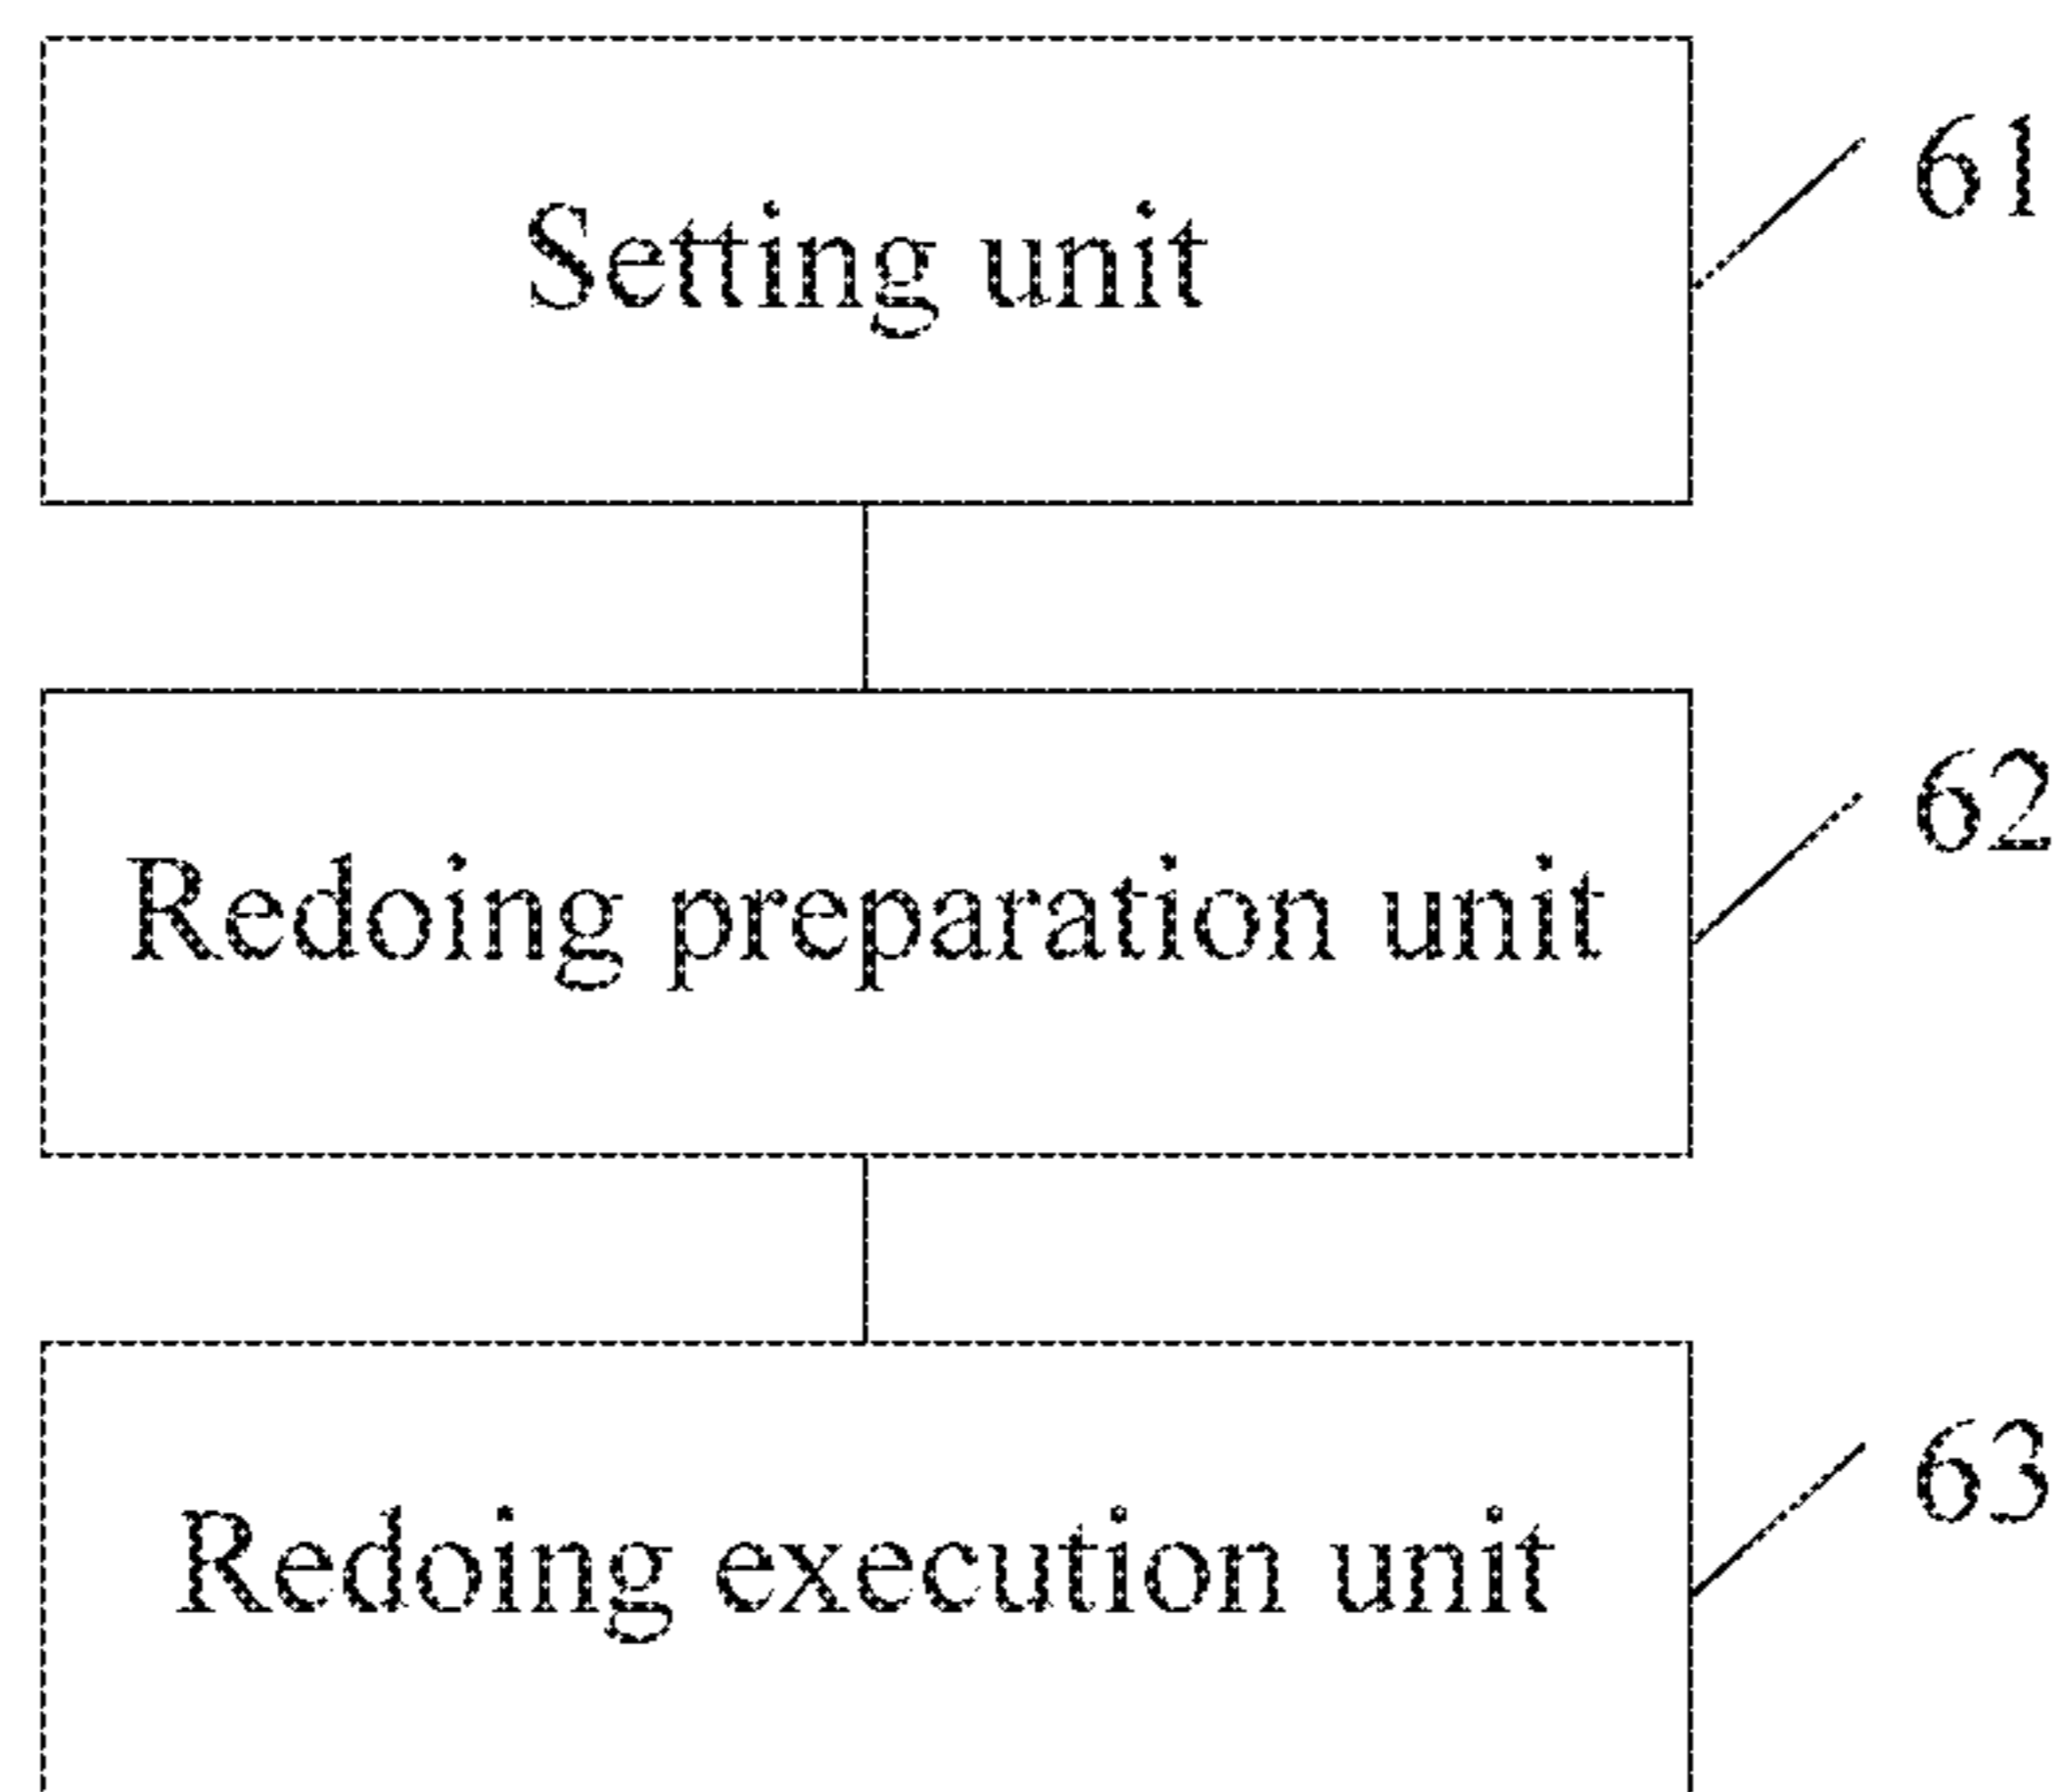 Setting unit
61
Redoing preparation unit
62
Redoing execution unit
63